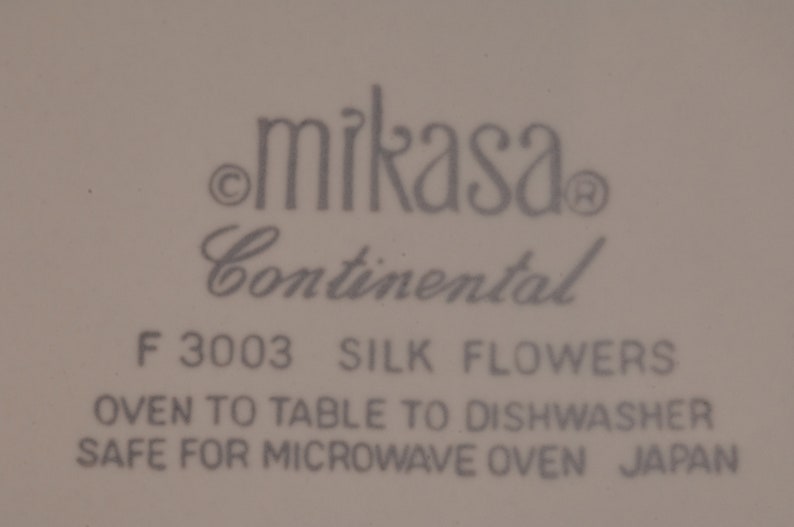 ©mikasa®
Continental
F 3003 SILK FLOWERS
OVEN TO TABLE TO DISHWASHER
SAFE FOR MICROWAVE OVEN JAPAN